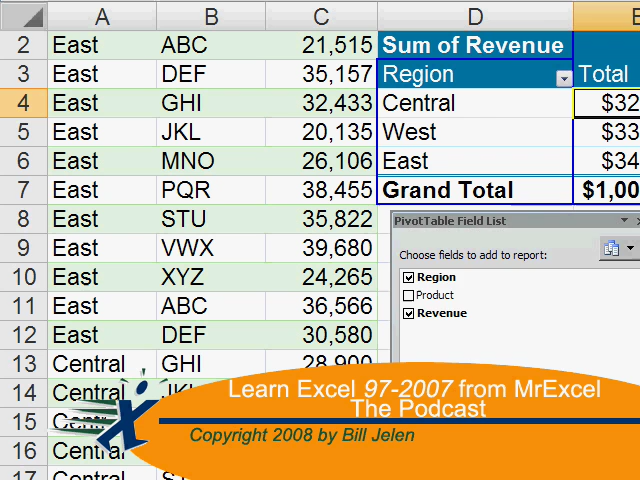 A B C D E
2 East ABC 21,515 Sum of Revenue
3 East DEF 35,157 Region Total
4 East GHI 32,433 Central $32
5 East JKL 20,135 West $33
6 East MNO 26,106 East $34
7 East PQR 38,455 Grand Total $1,00
8 East STU 35,822
PivotTable Field List
9 East VWX 39,680
Choose fields to add to report:
10 East XYZ 24,265
Region
Product
11 East ABC 36,566
Revenue
12 East DEF 30,580
13 Central GHI 28,900
14 Central
15 Central
16 Central
17 Central
Learn Excel 97-2007 from MrExcel
The Podcast
Copyright 2008 by Bill Jelen